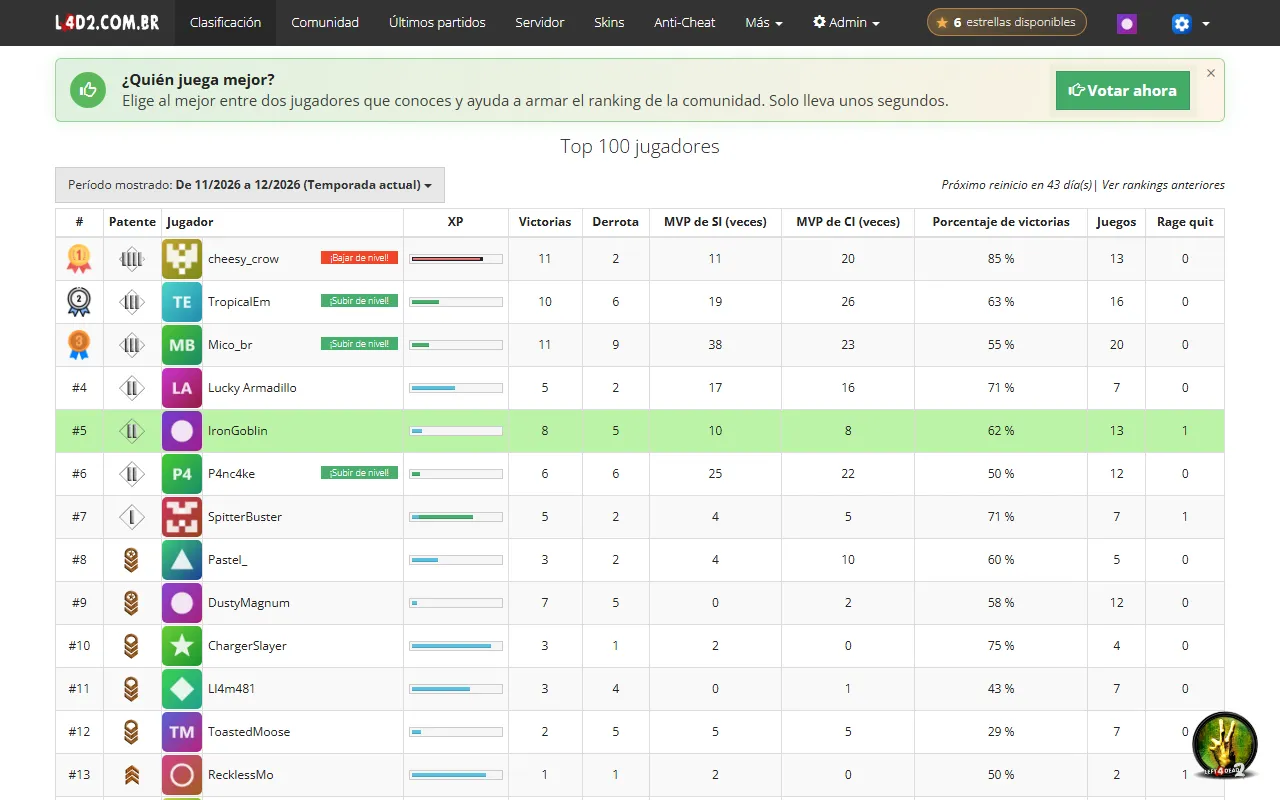 L4D2.COM.BR Clasificación Comunidad Últimos partidos Servidor Skins Anti-Cheat Más Admin 6 estrellas disponibles
¿Quién juega mejor?
Elige al mejor entre dos jugadores que conoces y ayuda a armar el ranking de la comunidad. Solo lleva unos segundos.
Votar ahora ×
Top 100 jugadores
Período mostrado: De 11/2026 a 12/2026 (Temporada actual)
Próximo reinicio en 43 día(s)| Ver rankings anteriores
# Patente Jugador XP Victorias Derrota MVP de SI (veces) MVP de CI (veces) Porcentaje de victorias Juegos Rage quit
1 cheesy_crow ¡Bajar de nivel! 11 2 11 20 85 % 13 0
2 TE TropicalEm ¡Subir de nivel! 10 6 19 26 63 % 16 0
3 MB Mico_br ¡Subir de nivel! 11 9 38 23 55 % 20 0
#4 LA Lucky Armadillo 5 2 17 16 71 % 7 0
#5 IronGoblin 8 5 10 8 62 % 13 1
#6 P4 P4nc4ke ¡Subir de nivel! 6 6 25 22 50 % 12 0
#7 SpitterBuster 5 2 4 5 71 % 7 1
#8 Pastel_ 3 2 4 10 60 % 5 0
#9 DustyMagnum 7 5 0 2 58 % 12 0
#10 ChargerSlayer 3 1 2 0 75 % 4 0
#11 Ll4m481 3 4 0 1 43 % 7 0
#12 TM ToastedMoose 2 5 5 5 29 % 7 0
#13 RecklessMo 1 1 2 0 50 % 2 1
LEFT 4 DEAD 2